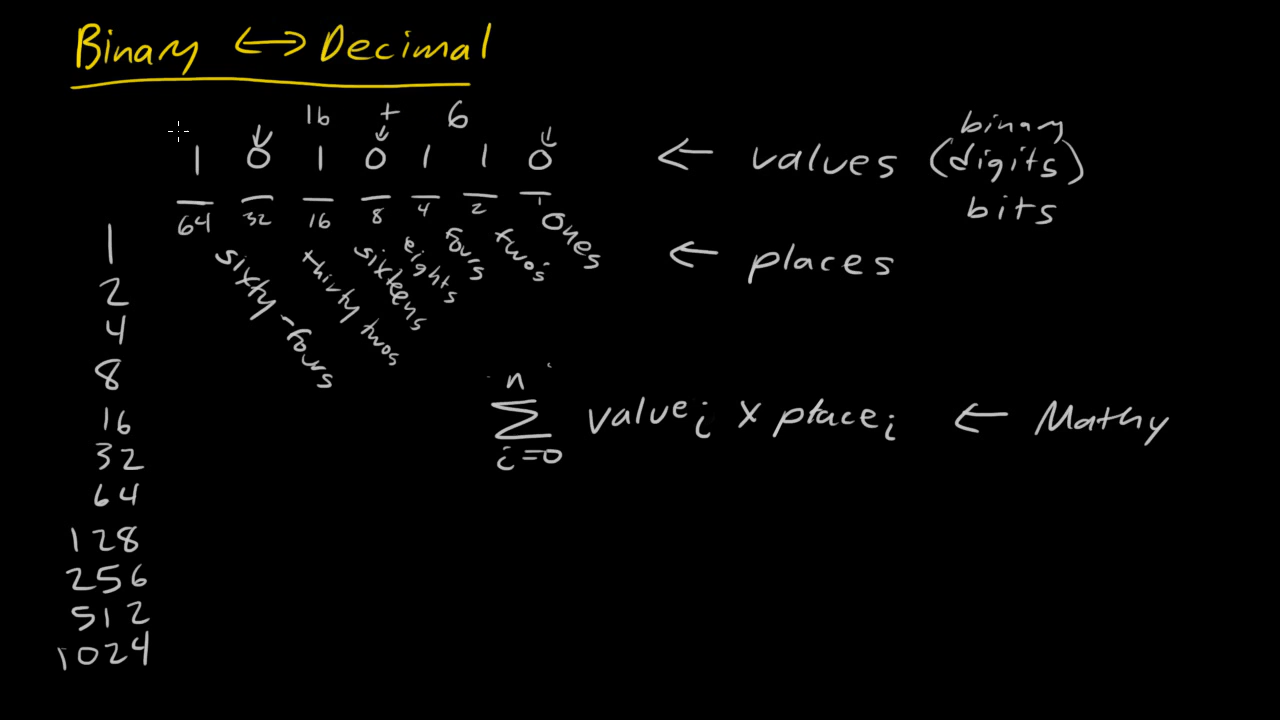 Binary ↔ Decimal
16 + 6
↓ ↓ ↓
1 0 1 0 1 1 0 ← values (digits)
binary
bits
64 32 16 8 4 2 1
sixty-fours thirty twos sixteens eights fours twos ones
← places
1
2
4
8
16
32
64
128
256
512
1024
n
∑ valueᵢ × placeᵢ ← Mathy
i=0